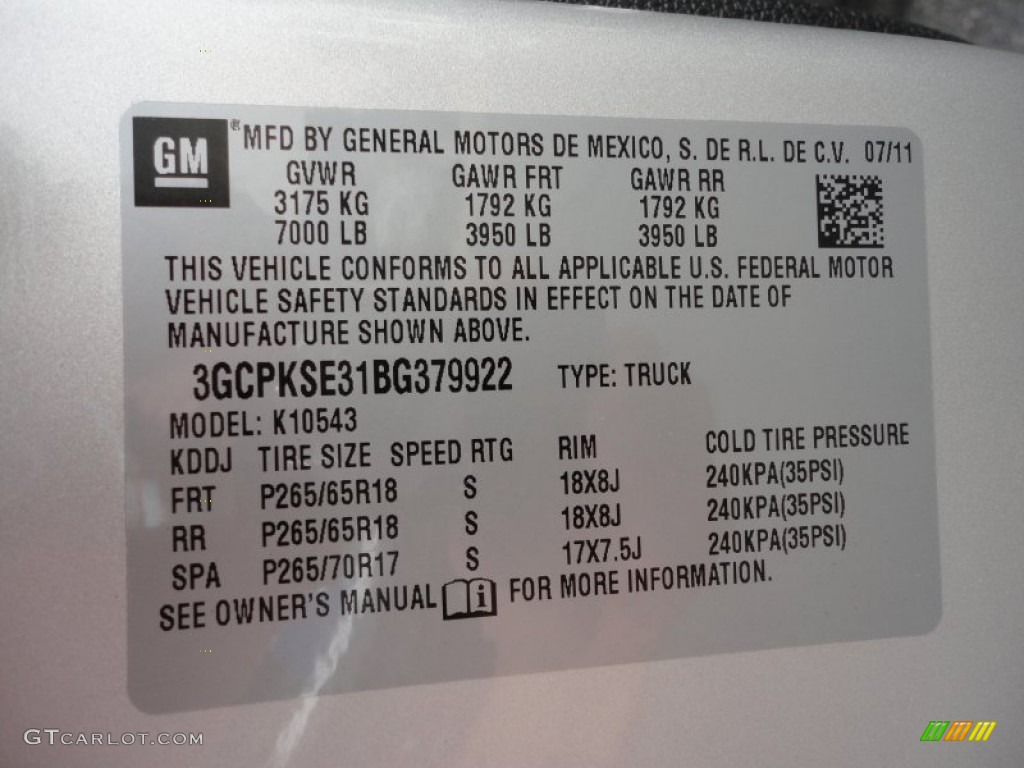 GM® MFD BY GENERAL MOTORS DE MEXICO, S. DE R.L. DE C.V. 07/11
GVWR GAWR FRT GAWR RR
3175 KG 1792 KG 1792 KG
7000 LB 3950 LB 3950 LB
THIS VEHICLE CONFORMS TO ALL APPLICABLE U.S. FEDERAL MOTOR
VEHICLE SAFETY STANDARDS IN EFFECT ON THE DATE OF
MANUFACTURE SHOWN ABOVE.
3GCPKSE31BG379922 TYPE: TRUCK
MODEL: K10543
KDDJ TIRE SIZE SPEED RTG RIM COLD TIRE PRESSURE
FRT P265/65R18 S 18X8J 240KPA(35PSI)
RR P265/65R18 S 18X8J 240KPA(35PSI)
SPA P265/70R17 S 17X7.5J 240KPA(35PSI)
SEE OWNER'S MANUAL i FOR MORE INFORMATION.
GTCARLOT.COM